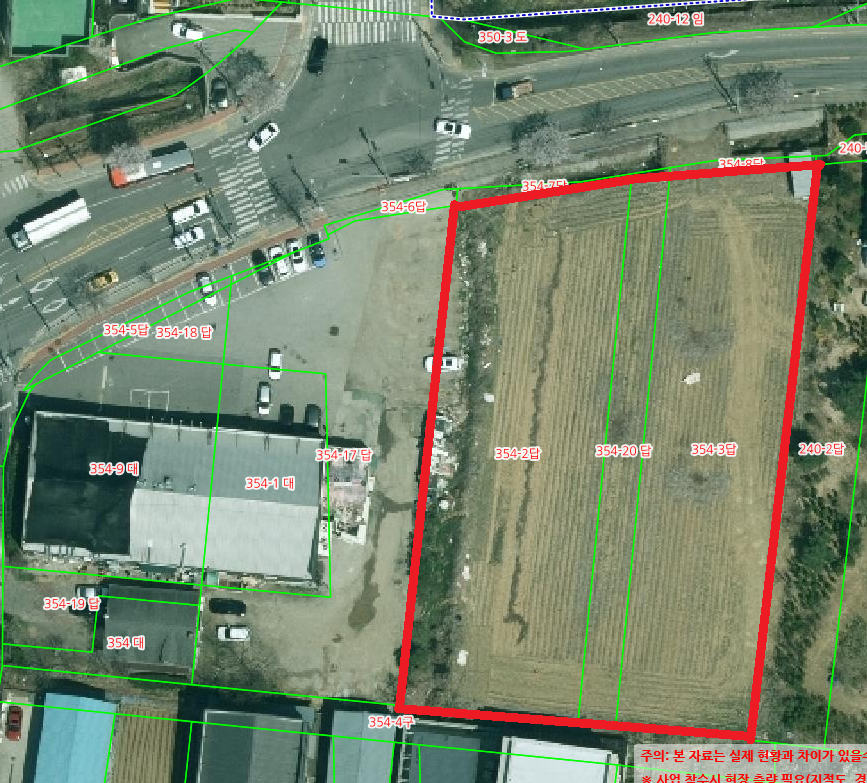 240-12 임
350-3 도
240-
354-8답
354-7답
354-6답
354-5답
354-18 답
354-2답
354-20 답
354-3답
240-2답
354-17 답
354-9 대
354-1 대
354-19 답
354 대
354-4구
주의: 본 자료는 실제 현황과 차이가 있을
※ 사업 착수시 현장 측량 필요(지적도, 경